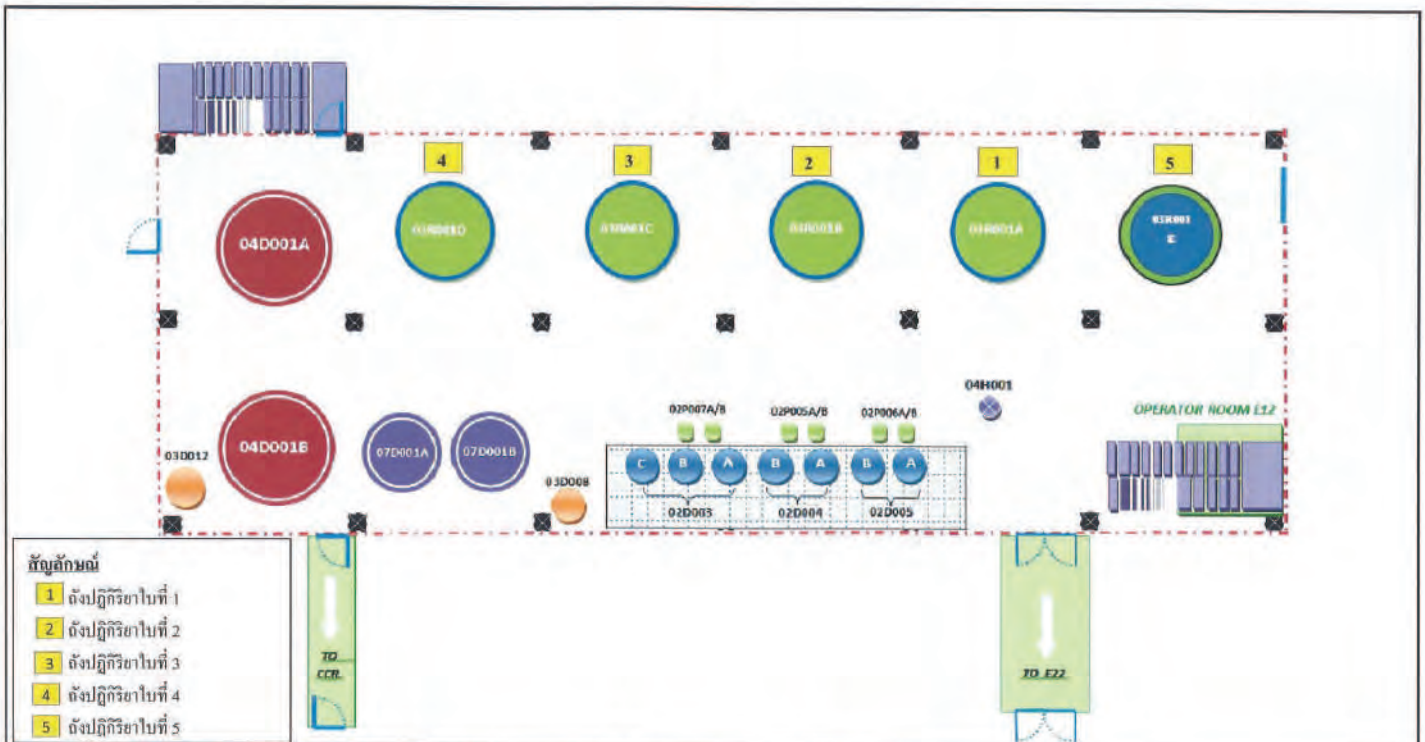 4 3 2 1 5
04D001A 03R001D 03R001C 03R001B 03R001A 03R001
E
04H001
02P007A/B 02P005A/B 02P006A/B
OPERATOR ROOM E12
04D001B 07D001A 07D001B
03D012
C B A B A B A
03D008
02D003 02D004 02D005
สัญลักษณ์
1 ถังปฏิกิริยาใบที่ 1
2 ถังปฏิกิริยาใบที่ 2
3 ถังปฏิกิริยาใบที่ 3
4 ถังปฏิกิริยาใบที่ 4
5 ถังปฏิกิริยาใบที่ 5
TO
CCR
TO E22